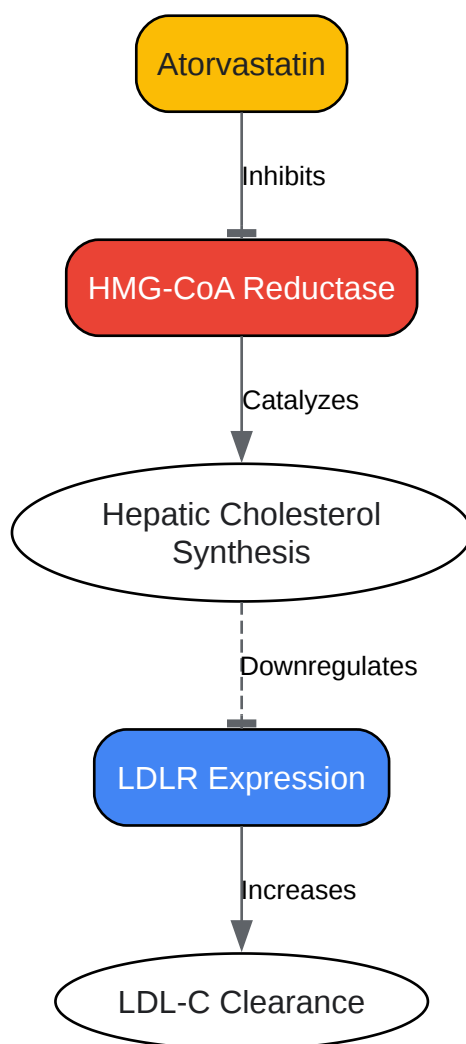 Atorvastatin
Inhibits
HMG-CoA Reductase
Catalyzes
Hepatic Cholesterol
Synthesis
Downregulates
LDLR Expression
Increases
LDL-C Clearance